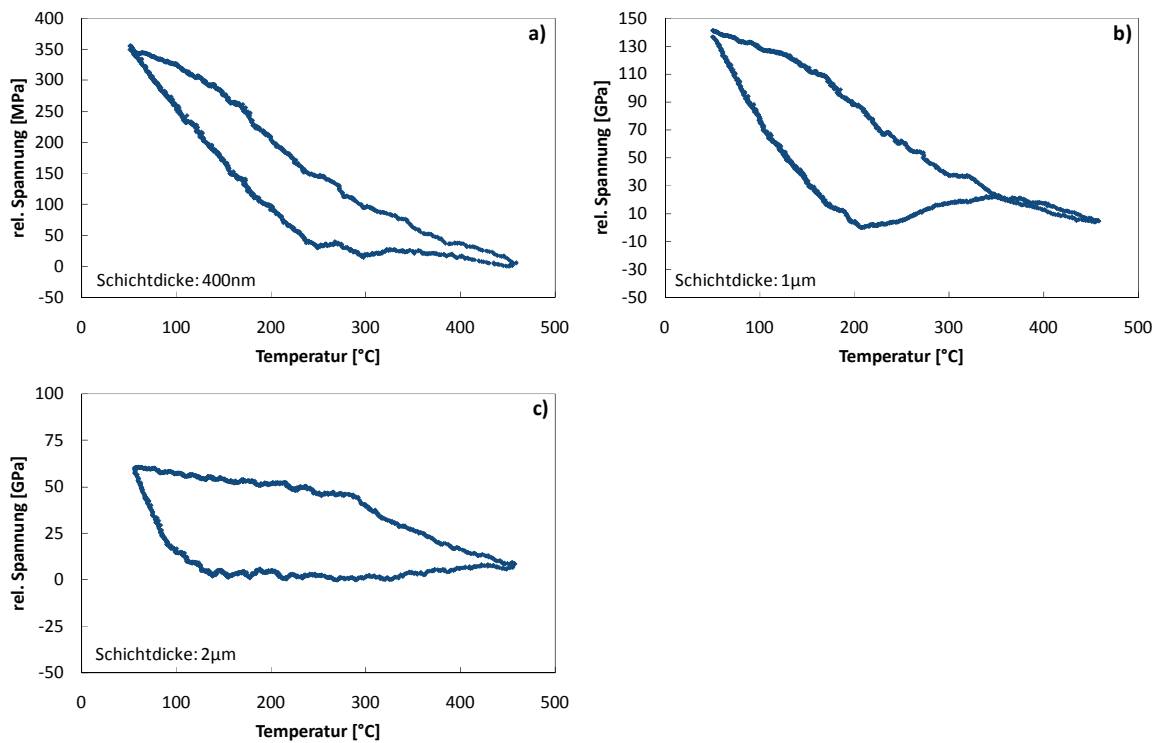 400
350
300
250
200
150
100
50
0
-50
rel. Spannung [MPa]
a)
Schichtdicke: 400nm
0 100 200 300 400 500
Temperatur [°C]
150
130
110
90
70
50
30
10
-10
-30
-50
rel. Spannung [GPa]
b)
Schichtdicke: 1µm
0 100 200 300 400 500
Temperatur [°C]
100
75
50
25
0
-25
-50
rel. Spannung [GPa]
c)
Schichtdicke: 2µm
0 100 200 300 400 500
Temperatur [°C]